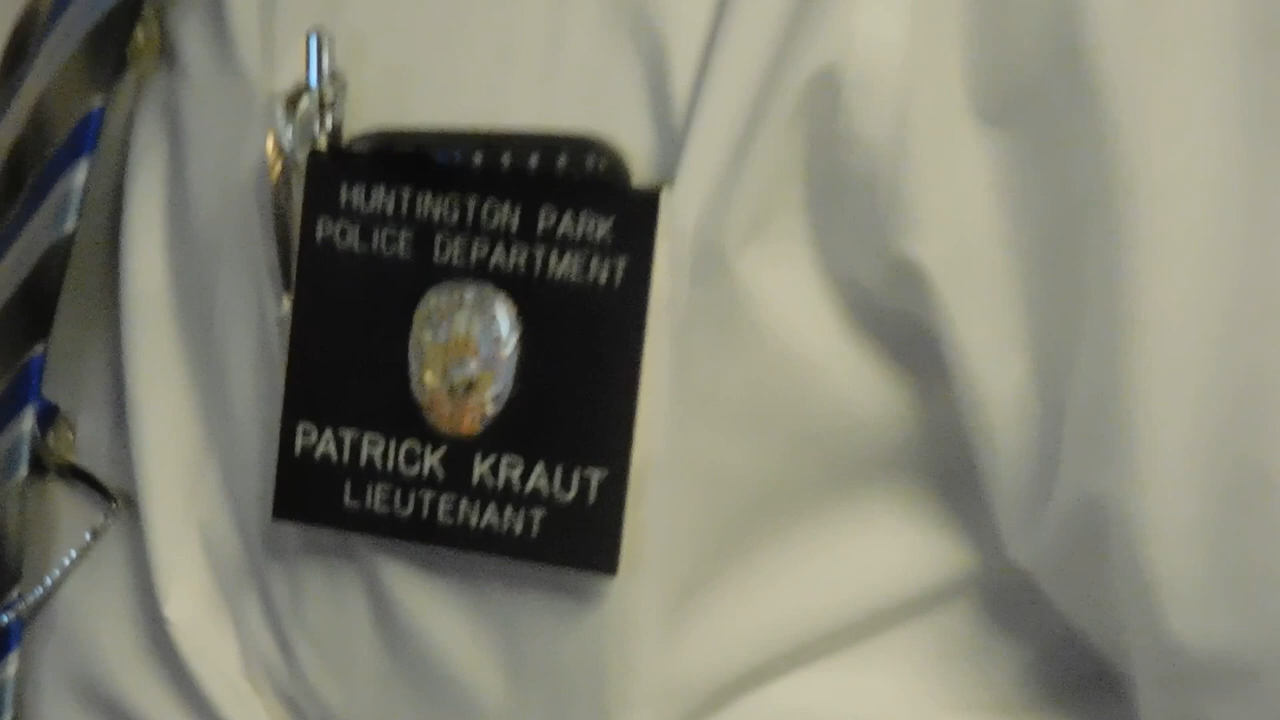 HUNTINGTON PARK
POLICE DEPARTMENT
PATRICK KRAUT
LIEUTENANT